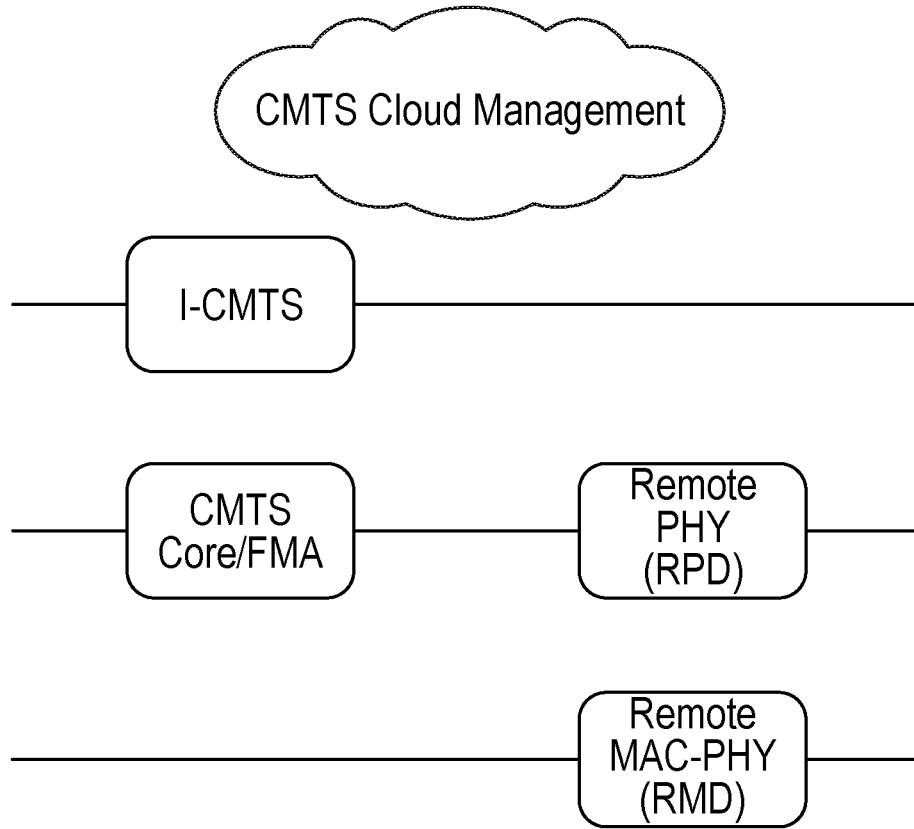 CMTS Cloud Management
I-CMTS
CMTS
Core/FMA
Remote
PHY
(RPD)
Remote
MAC-PHY
(RMD)